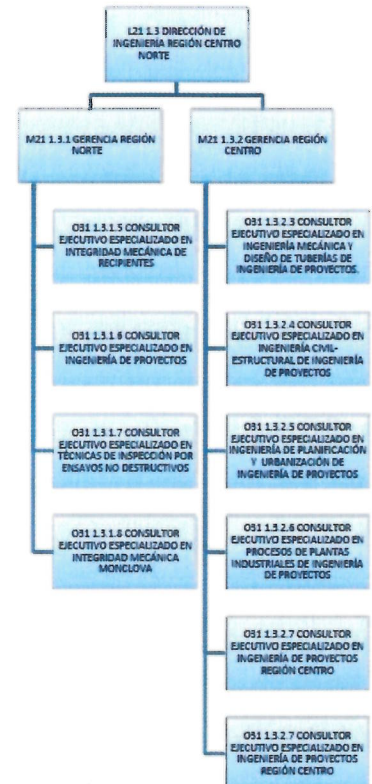 L21 1.3 DIRECCIÓN DE
INGENIERÍA REGIÓN CENTRO
NORTE
M21 1.3.1 GERENCIA REGIÓN
NORTE
M21 1.3.2 GERENCIA REGIÓN
CENTRO
O31 1.3.1.5 CONSULTOR
EJECUTIVO ESPECIALIZADO EN
INTEGRIDAD MECÁNICA DE
RECIPIENTES
O31 1.3.1.6 CONSULTOR
EJECUTIVO ESPECIALIZADO EN
INGENIERÍA DE PROYECTOS
O31 1.3.1.7 CONSULTOR
EJECUTIVO ESPECIALIZADO EN
TÉCNICAS DE INSPECCIÓN POR
ENSAYOS NO DESTRUCTIVOS
O31 1.3.1.8 CONSULTOR
EJECUTIVO ESPECIALIZADO EN
INTEGRIDAD MECÁNICA
MONCLOVA
O31 1.3.2.3 CONSULTOR
EJECUTIVO ESPECIALIZADO EN
INGENIERÍA MECÁNICA Y
DISEÑO DE TUBERÍAS DE
INGENIERÍA DE PROYECTOS.
O31 1.3.2.4 CONSULTOR
EJECUTIVO ESPECIALIZADO EN
INGENIERÍA CIVIL-
ESTRUCTURAL DE INGENIERÍA
DE PROYECTOS
O31 1.3.2.5 CONSULTOR
EJECUTIVO ESPECIALIZADO EN
INGENIERÍA DE PLANIFICACIÓN
Y URBANIZACIÓN DE
INGENIERÍA DE PROYECTOS
O31 1.3 2.6 CONSULTOR
EJECUTIVO ESPECIALIZADO EN
PROCESOS DE PLANTAS
INDUSTRIALES DE INGENIERÍA
DE PROYECTOS
O31 1.3.2.7 CONSULTOR
EJECUTIVO ESPECIALIZADO EN
INGENIERÍA DE PROYECTOS
REGIÓN CENTRO
O31 1.3.2.7 CONSULTOR
EJECUTIVO ESPECIALIZADO EN
INGENIERÍA DE PROYECTOS
REGIÓN CENTRO